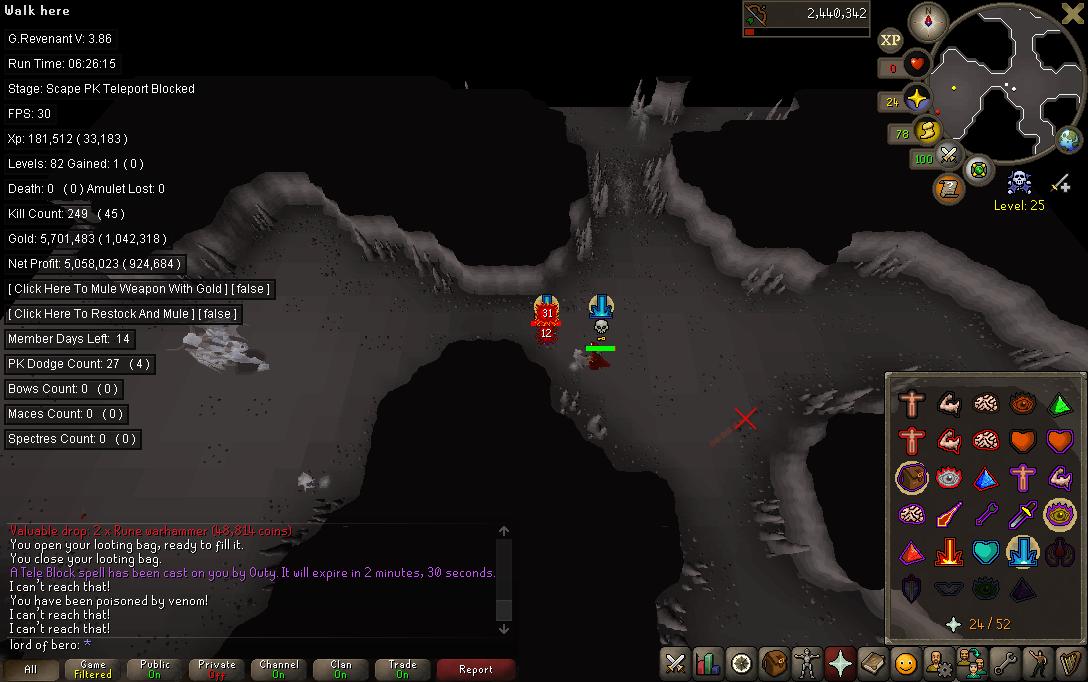 Walk here
2,440,342
G.Revenant V: 3.86
Run Time: 06:26:15
Stage: Scape PK Teleport Blocked
FPS: 30
Xp: 181,512 ( 33,183 )
Levels: 82 Gained: 1 ( 0 )
Death: 0 ( 0 ) Amulet Lost: 0
Kill Count: 249 ( 45 )
Gold: 5,701,483 ( 1,042,318 )
Net Profit: 5,058,023 ( 924,684 )
[ Click Here To Mule Weapon With Gold ] [ false ]
[ Click Here To Restock And Mule ] [ false ]
Member Days Left: 14
PK Dodge Count: 27 ( 4 )
Bows Count: 0 ( 0 )
Maces Count: 0 ( 0 )
Spectres Count: 0 ( 0 )
N
XP
0
24
78
100
Level: 25
31
12
Valuable drop: 2 x Rune warhammer (48,814 coins)
You open your looting bag, ready to fill it.
You close your looting bag.
A Tele Block spell has been cast on you by Outy. It will expire in 2 minutes, 30 seconds.
I can't reach that!
You have been poisoned by venom!
I can't reach that!
I can't reach that!
lord of bero: *
24 / 52
All
Game
Filtered
Public
On
Private
Off
Channel
On
Clan
On
Trade
On
Report